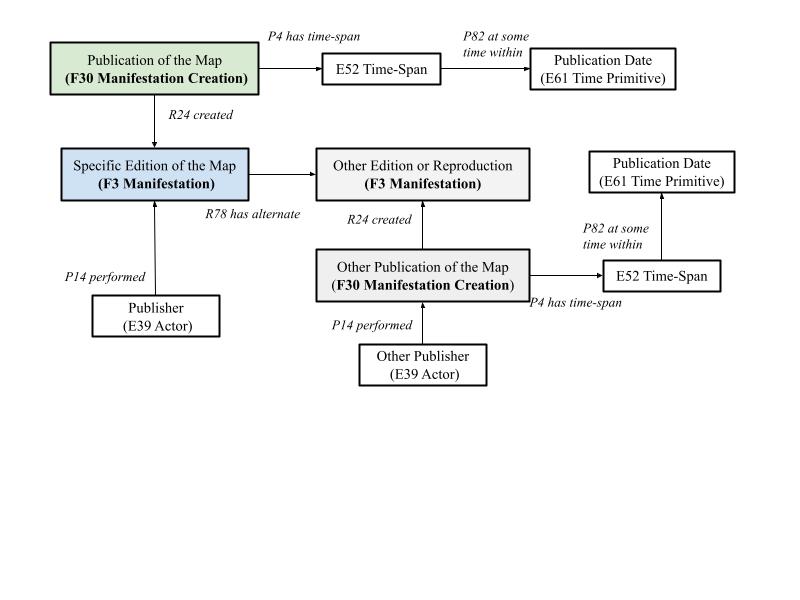 P4 has time-span
P82 at some
time within
Publication of the Map
(F30 Manifestation Creation)
E52 Time-Span
Publication Date
(E61 Time Primitive)
R24 created
Specific Edition of the Map
(F3 Manifestation)
Other Edition or Reproduction
(F3 Manifestation)
Publication Date
(E61 Time Primitive)
R78 has alternate
R24 created
P82 at some
time within
P14 performed
Other Publication of the Map
(F30 Manifestation Creation)
E52 Time-Span
P4 has time-span
Publisher
(E39 Actor)
P14 performed
Other Publisher
(E39 Actor)